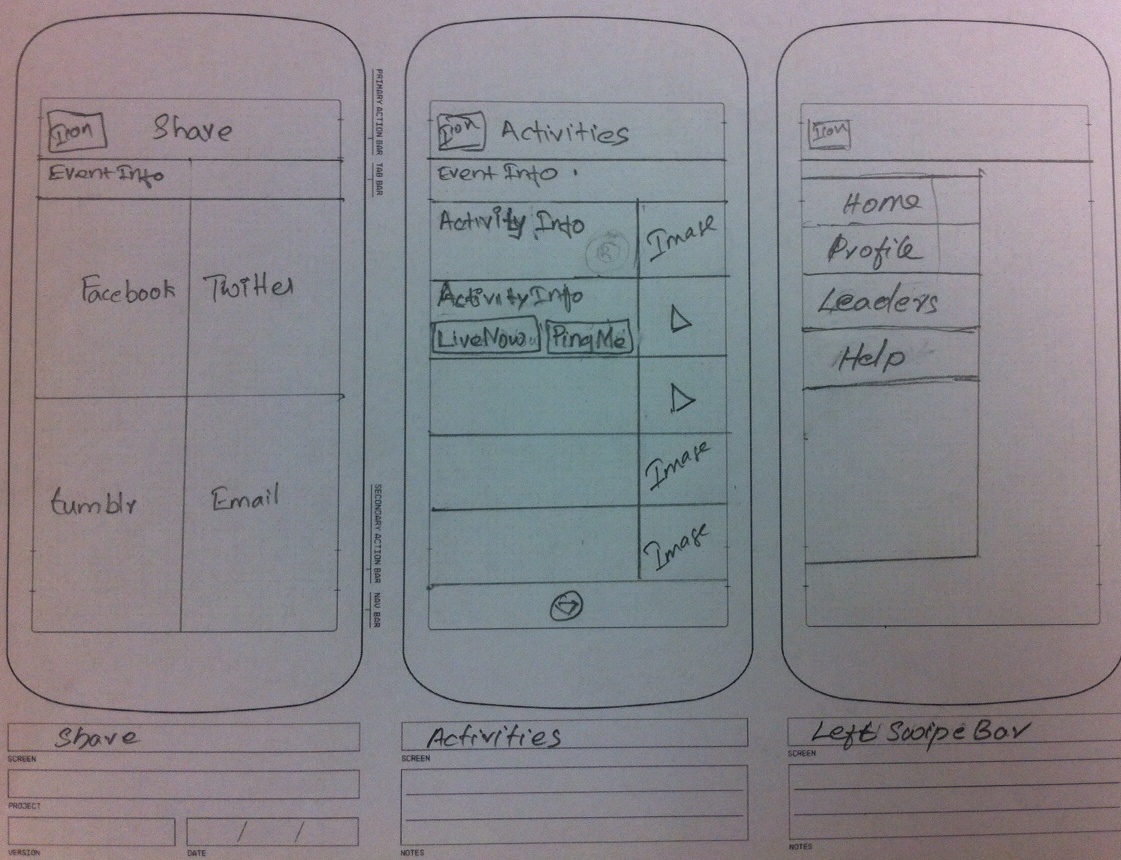 Icon Share
Event Info
Facebook Twitter
tumblr Email
PRIMARY ACTION BAR TAB BAR
SECONDARY ACTION BAR NAV BAR
Share
SCREEN
PROJECT
/ /
VERSION DATE
Icon Activities
Event Info
Activity Info Image
R
Activity Info
LiveNow PingMe
Image
Image
Activities
SCREEN
NOTES
Icon
Home
Profile
Leaders
Help
Left Swipe Bar
SCREEN
NOTES